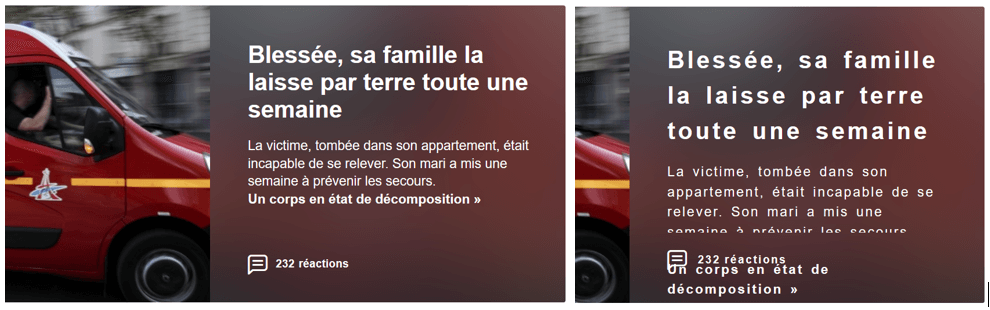 Blessée, sa famille la
laisse par terre toute une
semaine
La victime, tombée dans son appartement, était
incapable de se relever. Son mari a mis une
semaine à prévenir les secours.
Un corps en état de décomposition »
232 réactions
Blessée, sa famille
la laisse par terre
toute une semaine
La victime, tombée dans son
appartement, était incapable de se
relever. Son mari a mis une
semaine à prévenir les secours
232 réactions
Un corps en état de
décomposition »